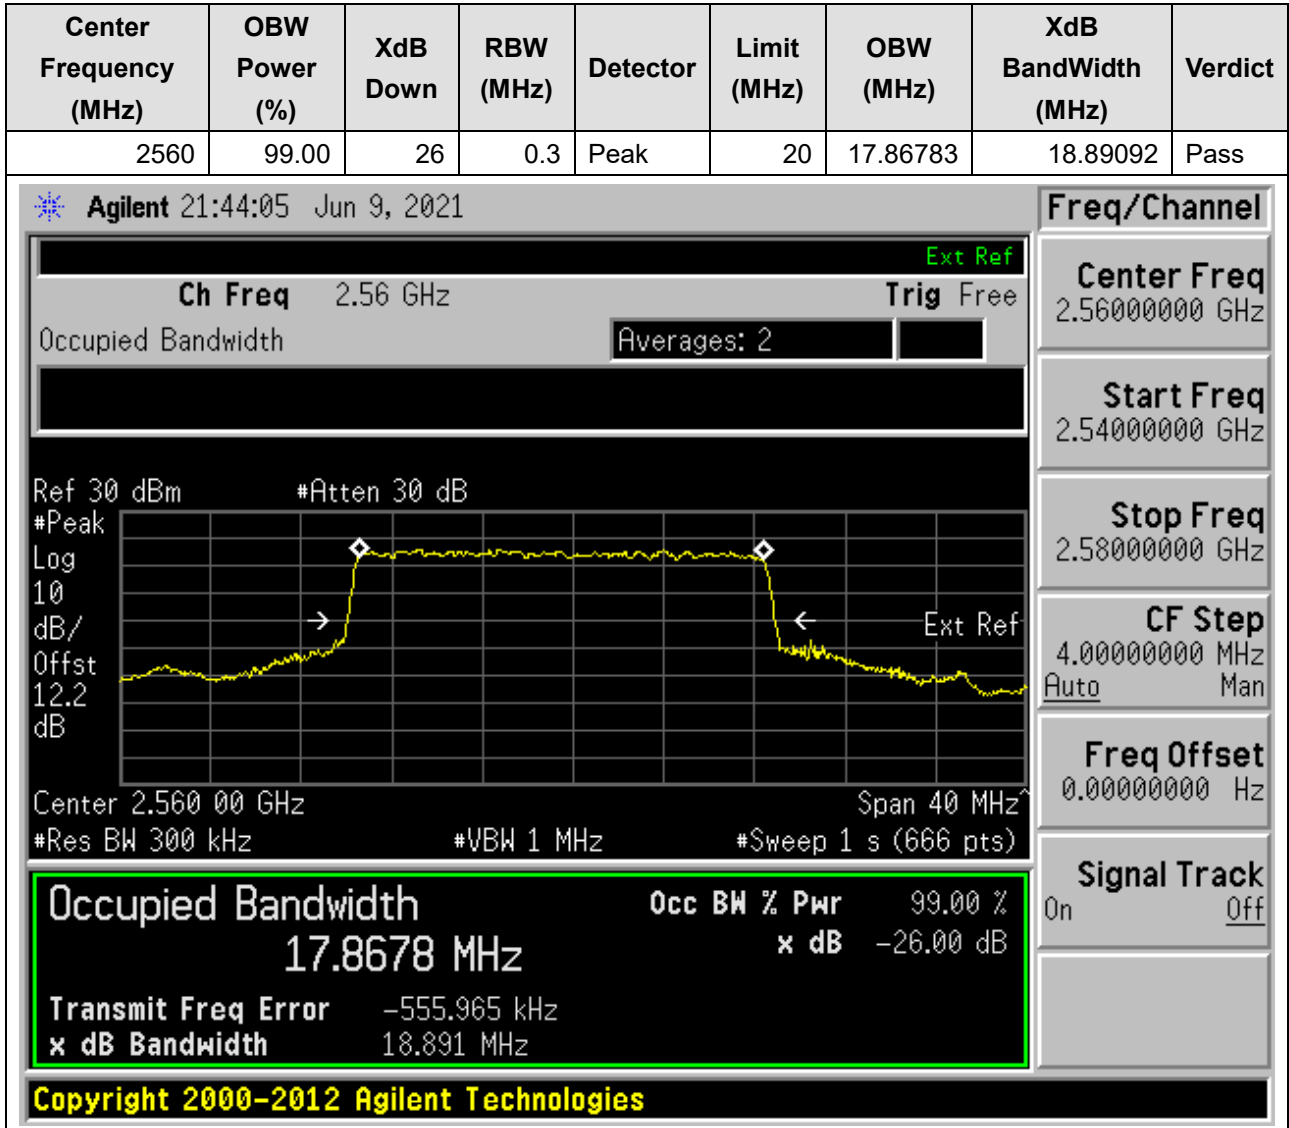 Center Frequency (MHz) OBW Power (%) XdB Down RBW (MHz) Detector Limit (MHz) OBW (MHz) XdB BandWidth (MHz) Verdict
2560 99.00 26 0.3 Peak 20 17.86783 18.89092 Pass
Agilent 21:44:05 Jun 9, 2021
Freq/Channel
Ext Ref
Ch Freq 2.56 GHz Trig Free
Occupied Bandwidth Averages: 2
Center Freq
2.56000000 GHz
Start Freq
2.54000000 GHz
Stop Freq
2.58000000 GHz
CF Step
4.00000000 MHz
Auto Man
Freq Offset
0.00000000 Hz
Signal Track
On Off
Ref 30 dBm #Atten 30 dB
#Peak
Log
10
dB/
Offst
12.2
dB
Ext Ref
Center 2.560 00 GHz Span 40 MHz^
#Res BW 300 kHz #VBW 1 MHz #Sweep 1 s (666 pts)
Occupied Bandwidth
17.8678 MHz
Occ BW % Pwr 99.00 %
x dB -26.00 dB
Transmit Freq Error -555.965 kHz
x dB Bandwidth 18.891 MHz
Copyright 2000-2012 Agilent Technologies